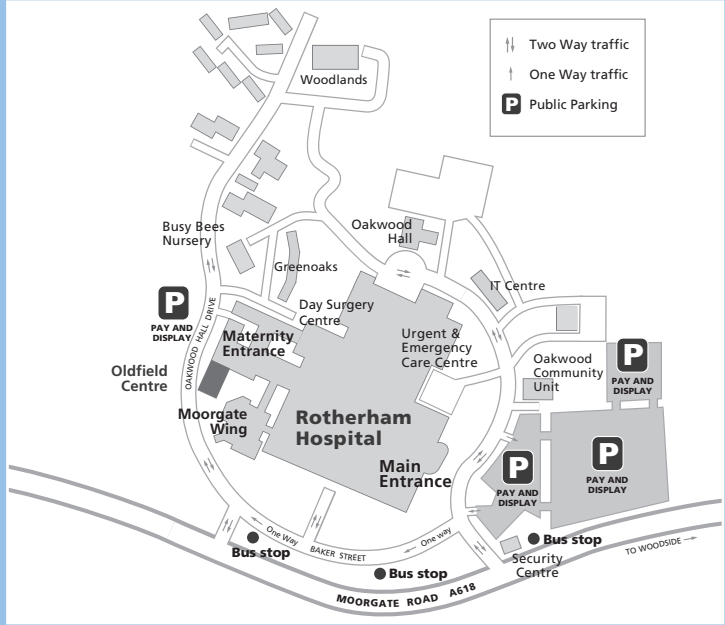 Two Way traffic
One Way traffic
P Public Parking
Woodlands
Busy Bees
Nursery
Oakwood
Hall
Greenoaks
IT Centre
P
PAY AND
DISPLAY
OAKWOOD HALL DRIVE
Day Surgery
Centre
Maternity
Entrance
Urgent &
Emergency
Care Centre
Oakwood
Community
Unit
P
PAY AND
DISPLAY
Oldfield
Centre
Moorgate
Wing
Rotherham
Hospital
Main
Entrance
P
PAY AND
DISPLAY
P
PAY AND
DISPLAY
One Way
BAKER STREET
One way
Bus stop
Bus stop
Bus stop
Security
Centre
TO WOODSIDE
MOORGATE ROAD A618